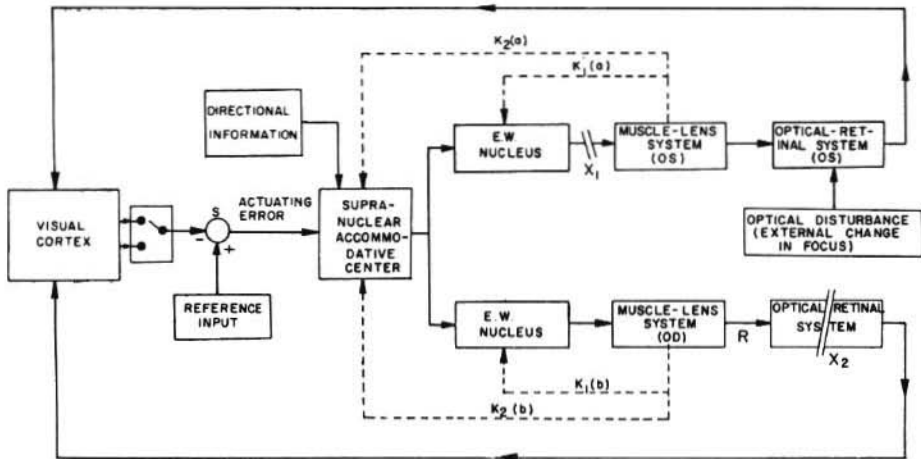 K₂(a)
K₁(a)
DIRECTIONAL
INFORMATION
E.W.
NUCLEUS
X₁
MUSCLE-LENS
SYSTEM
(OS)
OPTICAL-RET-
INAL SYSTEM
(OS)
VISUAL
CORTEX
S
-
+
ACTUATING
ERROR
SUPRA-
NUCLEAR
ACCOMMO-
DATIVE
CENTER
OPTICAL DISTURBANCE
(EXTERNAL CHANGE
IN FOCUS)
REFERENCE
INPUT
E.W.
NUCLEUS
MUSCLE-LENS
SYSTEM
(OD)
R
OPTICAL RETINAL
SYSTEM
X₂
K₁(b)
K₂(b)